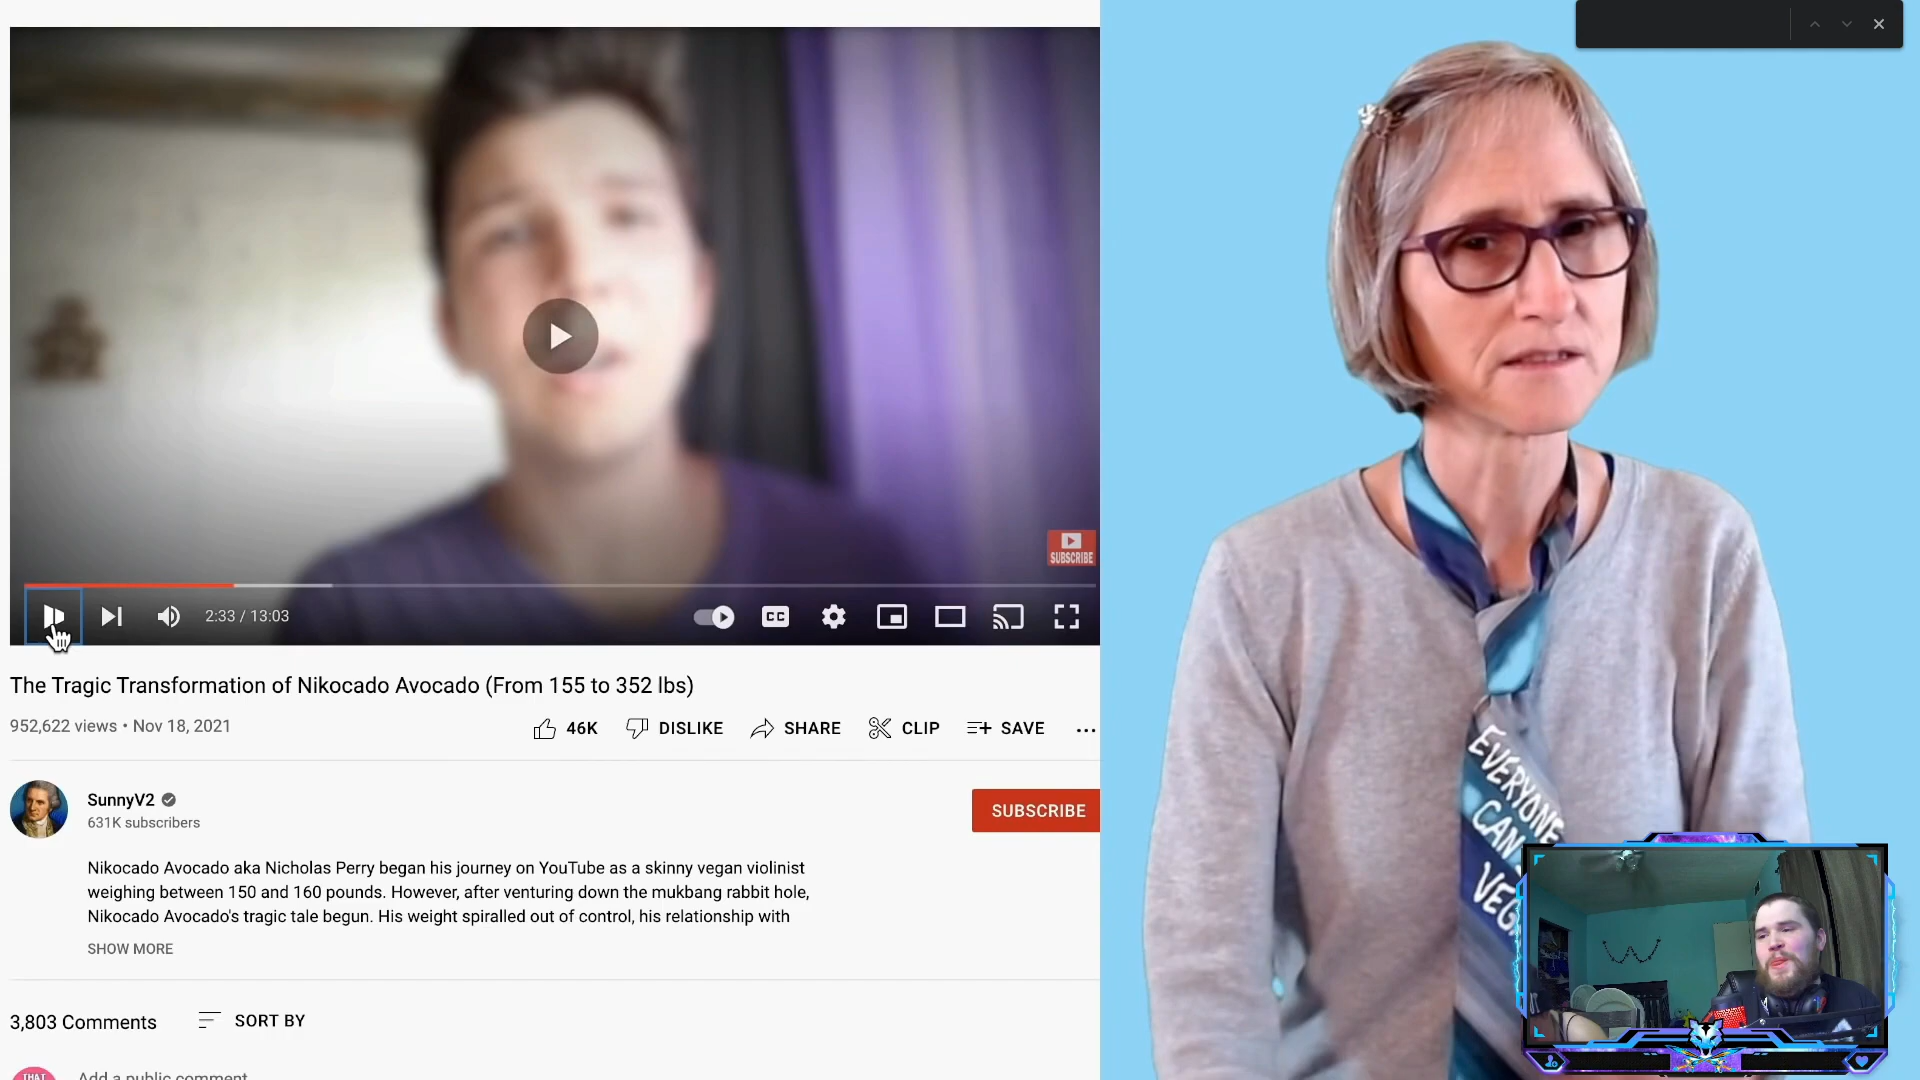 SUBSCRIBE
2:33 / 13:03
CC
The Tragic Transformation of Nikocado Avocado (From 155 to 352 lbs)
952,622 views • Nov 18, 2021
46K
DISLIKE
SHARE
CLIP
SAVE
SunnyV2
631K subscribers
SUBSCRIBE
Nikocado Avocado aka Nicholas Perry began his journey on YouTube as a skinny vegan violinist
weighing between 150 and 160 pounds. However, after venturing down the mukbang rabbit hole,
Nikocado Avocado's tragic tale begun. His weight spiralled out of control, his relationship with
SHOW MORE
3,803 Comments
SORT BY
THAT
Add a public comment
EVERYONE
CAN
VEG